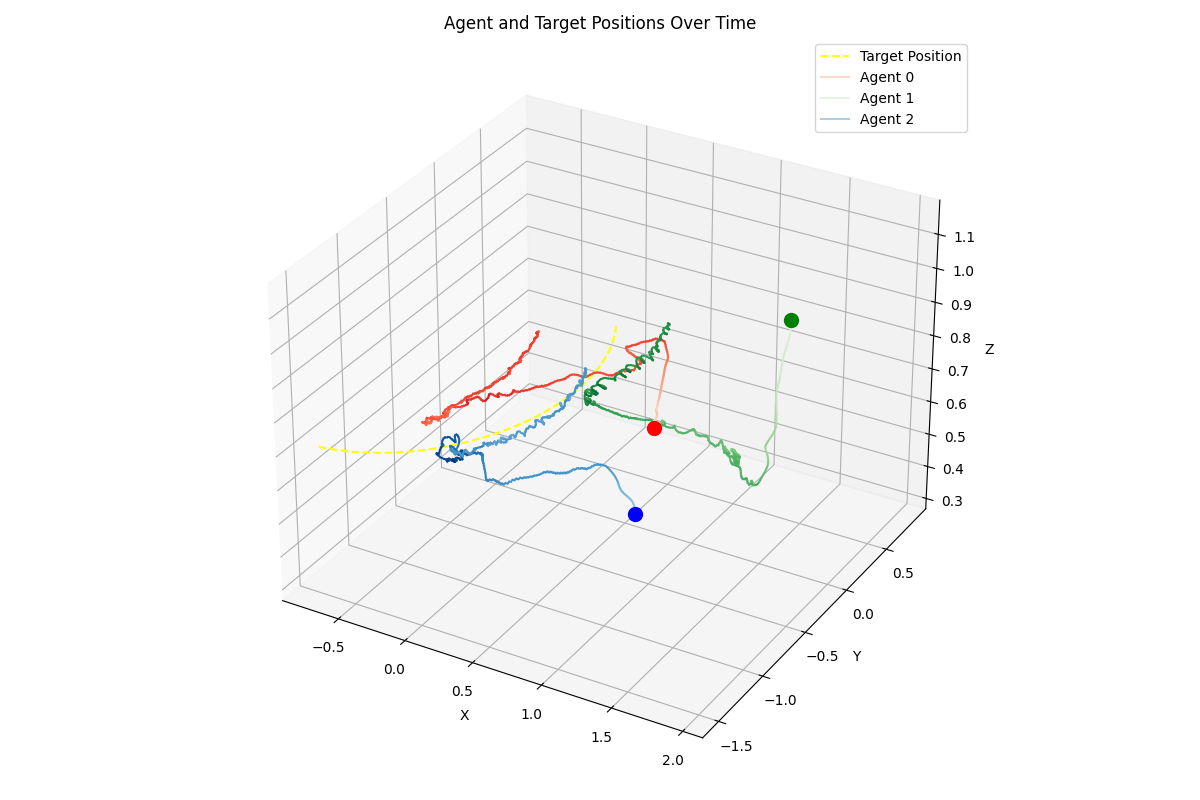 Agent and Target Positions Over Time
Target Position
Agent 0
Agent 1
Agent 2
1.1
1.0
0.9
0.8
Z
0.7
0.6
0.5
0.4
0.3
0.5
0.0
−0.5
Y
−1.0
−1.5
−0.5
0.0
0.5
X
1.0
1.5
2.0